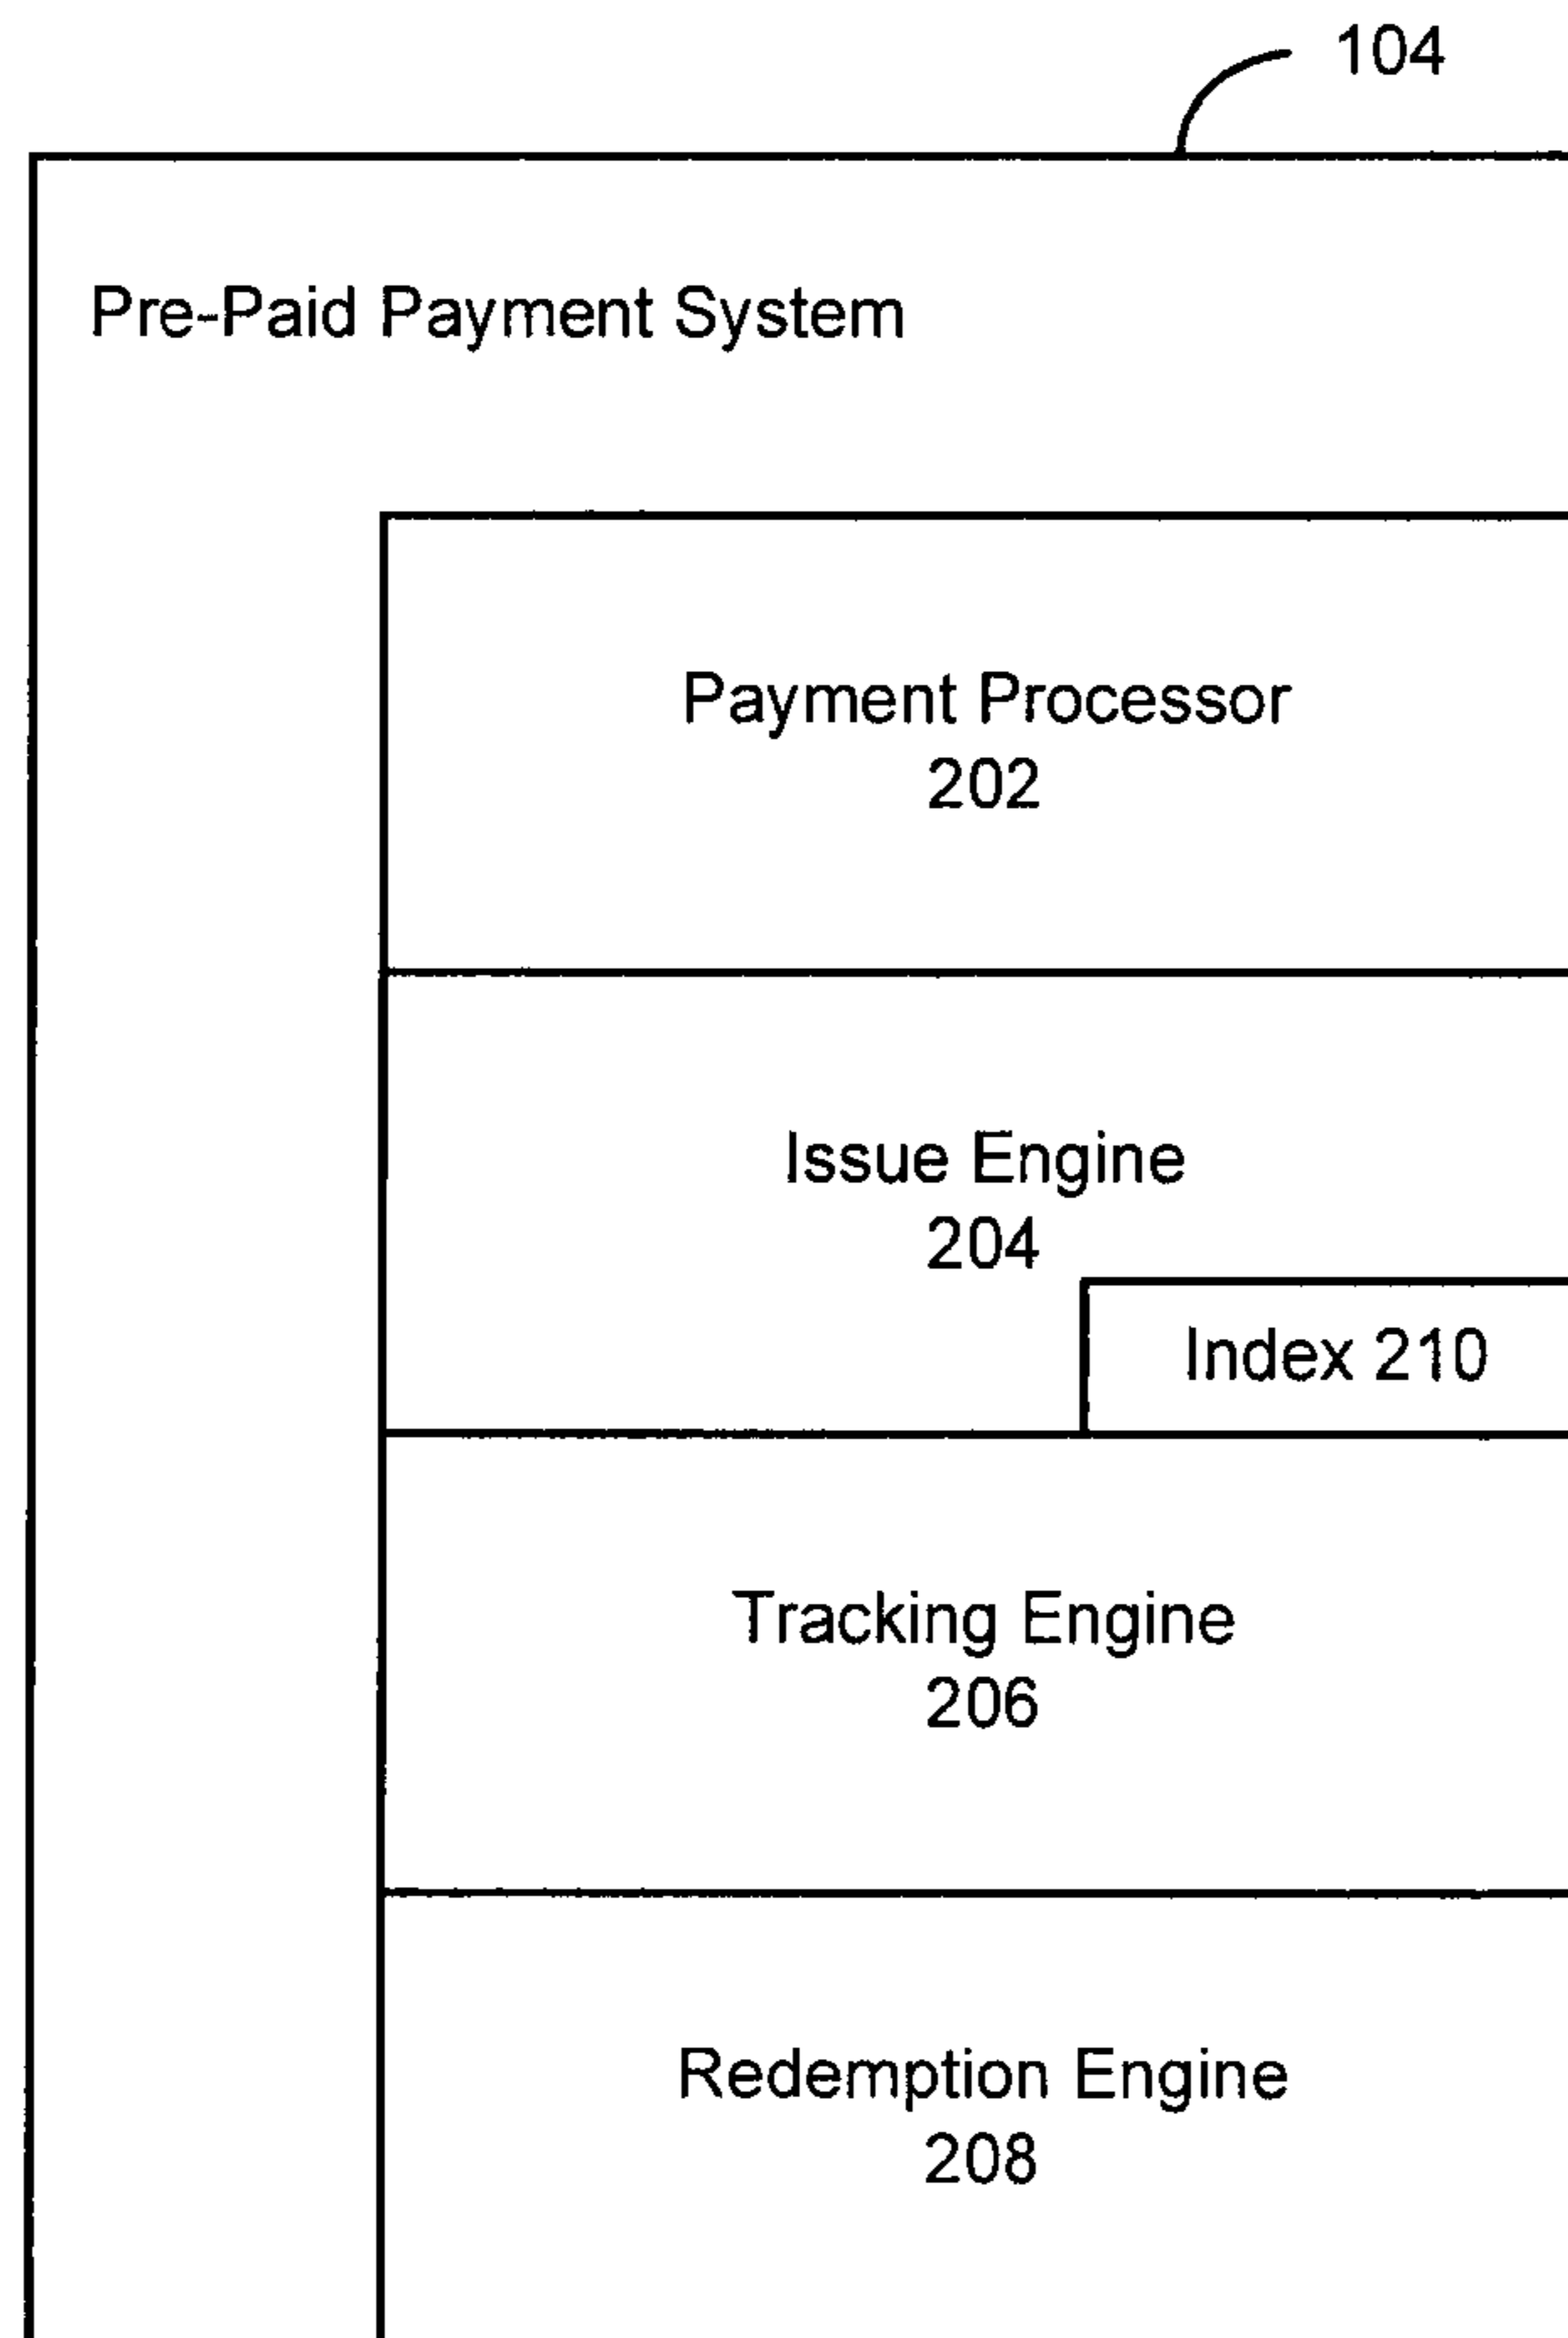 104
Pre-Paid Payment System
Payment Processor
202
Issue Engine
204
Index 210
Tracking Engine
206
Redemption Engine
208